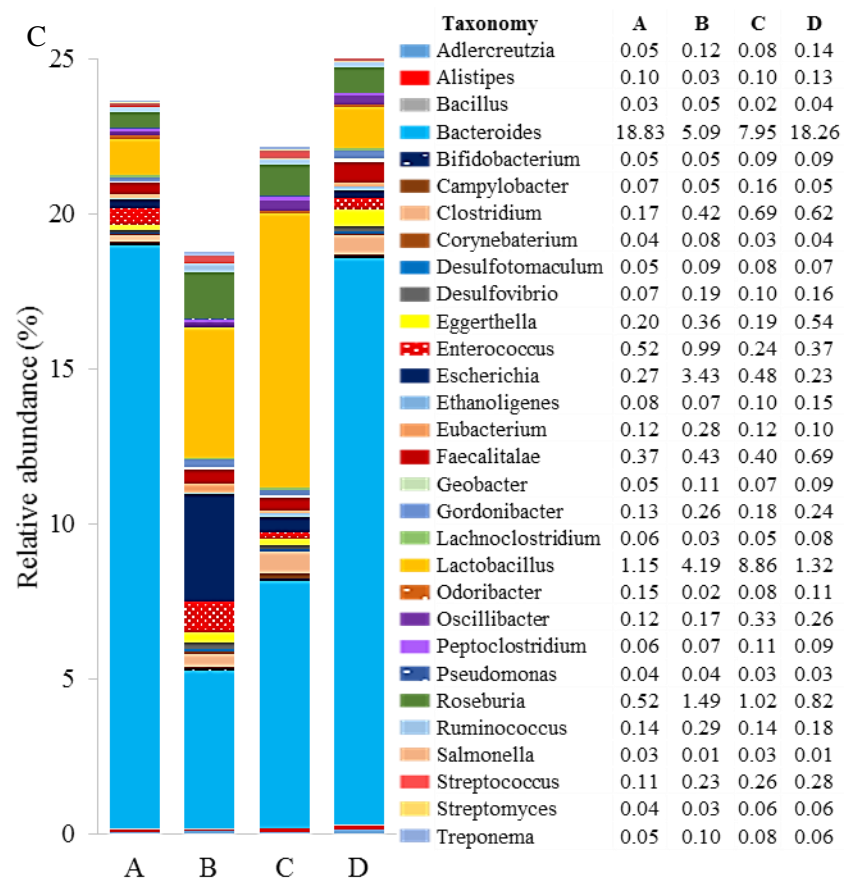 C
Relative abundance (%)
25
20
15
10
5
0
A B C D
Taxonomy A B C D
Adlercreutzia 0.05 0.12 0.08 0.14
Alistipes 0.10 0.03 0.10 0.13
Bacillus 0.03 0.05 0.02 0.04
Bacteroides 18.83 5.09 7.95 18.26
Bifidobacterium 0.05 0.05 0.09 0.09
Campylobacter 0.07 0.05 0.16 0.05
Clostridium 0.17 0.42 0.69 0.62
Corynebaterium 0.04 0.08 0.03 0.04
Desulfotomaculum 0.05 0.09 0.08 0.07
Desulfovibrio 0.07 0.19 0.10 0.16
Eggerthella 0.20 0.36 0.19 0.54
Enterococcus 0.52 0.99 0.24 0.37
Escherichia 0.27 3.43 0.48 0.23
Ethanoligenes 0.08 0.07 0.10 0.15
Eubacterium 0.12 0.28 0.12 0.10
Faecalitalae 0.37 0.43 0.40 0.69
Geobacter 0.05 0.11 0.07 0.09
Gordonibacter 0.13 0.26 0.18 0.24
Lachnoclostridium 0.06 0.03 0.05 0.08
Lactobacillus 1.15 4.19 8.86 1.32
Odoribacter 0.15 0.02 0.08 0.11
Oscillibacter 0.12 0.17 0.33 0.26
Peptoclostridium 0.06 0.07 0.11 0.09
Pseudomonas 0.04 0.04 0.03 0.03
Roseburia 0.52 1.49 1.02 0.82
Ruminococcus 0.14 0.29 0.14 0.18
Salmonella 0.03 0.01 0.03 0.01
Streptococcus 0.11 0.23 0.26 0.28
Streptomyces 0.04 0.03 0.06 0.06
Treponema 0.05 0.10 0.08 0.06